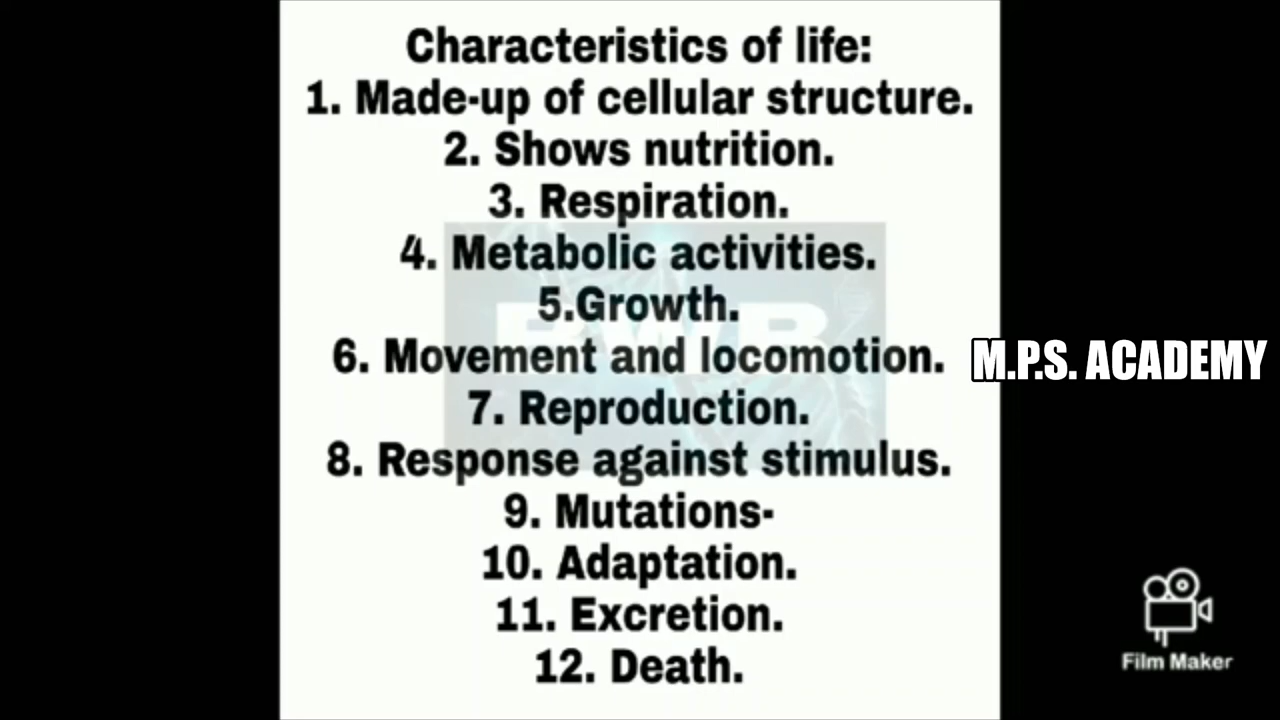 Characteristics of life:
1. Made-up of cellular structure.
2. Shows nutrition.
3. Respiration.
4. Metabolic activities.
5.Growth.
6. Movement and locomotion.
M.P.S. ACADEMY
7. Reproduction.
8. Response against stimulus.
9. Mutations-
10. Adaptation.
11. Excretion.
12. Death.
Film Maker